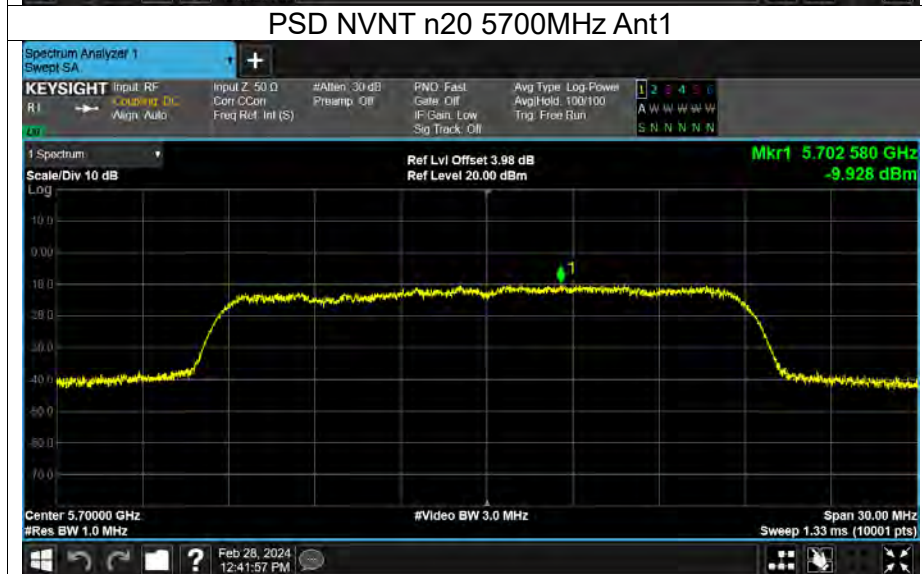 PSD NVNT n20 5700MHz Ant1
Spectrum Analyzer 1
Swept SA
+
KEYSIGHT Input: RF
Coupling: DC
Align: Auto
Input Z: 50 Ω
Corr CCorr
Freq Ref: Int (S)
#Atten: 30 dB
Preamp: Off
PNO: Fast
Gate: Off
IF Gain: Low
Sig Track: Off
Avg Type: Log-Power
Avg|Hold: 100/100
Trig: Free Run
1 2 3 4 5 6
A W W W W W
S N N N N N
1 Spectrum
Scale/Div 10 dB
Ref Lvl Offset 3.98 dB
Ref Level 20.00 dBm
Mkr1 5.702 580 GHz
-9.928 dBm
Log
10.0
0.00
-10.0
-20.0
-30.0
-40.0
-50.0
-60.0
-70.0
1
Center 5.70000 GHz
#Res BW 1.0 MHz
#Video BW 3.0 MHz
Span 30.00 MHz
Sweep 1.33 ms (10001 pts)
?
Feb 28, 2024
12:41:57 PM